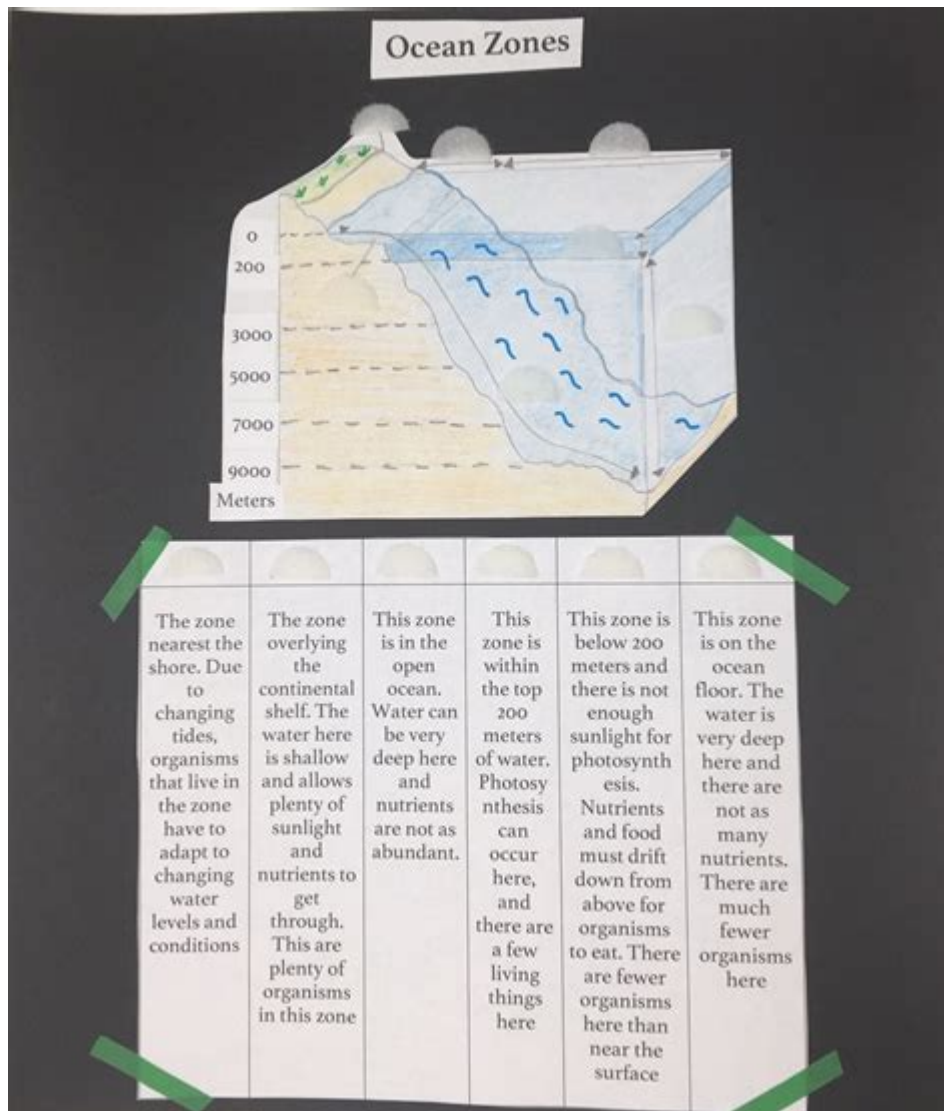 Ocean Zones
0
200
3000
5000
7000
9000
Meters
The zone
nearest the
shore. Due
to
changing
tides,
organisms
that live in
the zone
have to
adapt to
changing
water
levels and
conditions
The zone
overlying
the
continental
shelf. The
water here
is shallow
and allows
plenty of
sunlight
and
nutrients to
get
through.
This are
plenty of
organisms
in this zone
This zone
is in the
open
ocean.
Water can
be very
deep here
and
nutrients
are not as
abundant.
This
zone is
within
the top
200
meters
of water.
Photosy
nthesis
can
occur
here,
and
there are
a few
living
things
here
This zone is
below 200
meters and
there is not
enough
sunlight for
photosynth
esis.
Nutrients
and food
must drift
down from
above for
organisms
to eat. There
are fewer
organisms
here than
near the
surface
This zone
is on the
ocean
floor. The
water is
very deep
here and
there are
not as
many
nutrients.
There are
much
fewer
organisms
here